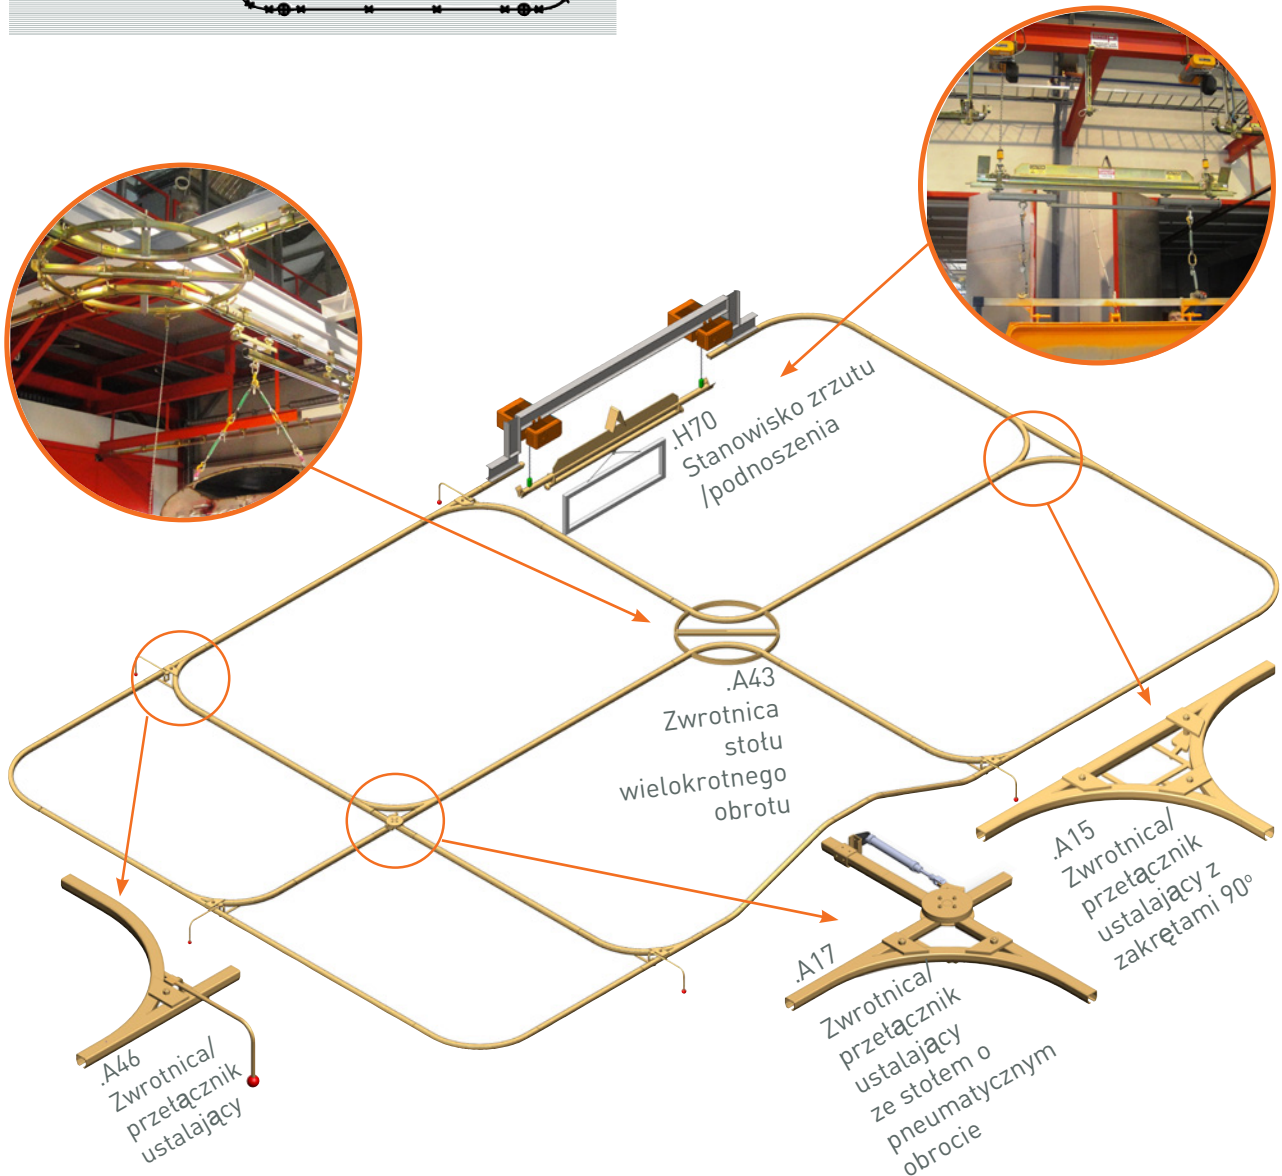 .H70
Stanowisko zrzutu
/podnoszenia
.A43
Zwrotnica
stołu
wielokrotnego
obrotu
.A15
Zwrotnica/
przełącznik
ustalający z
zakrętami 90°
.A17
Zwrotnica/
przełącznik
ustalający
ze stołem o
pneumatycznym
obrocie
.A46
Zwrotnica/
przełącznik
ustalający